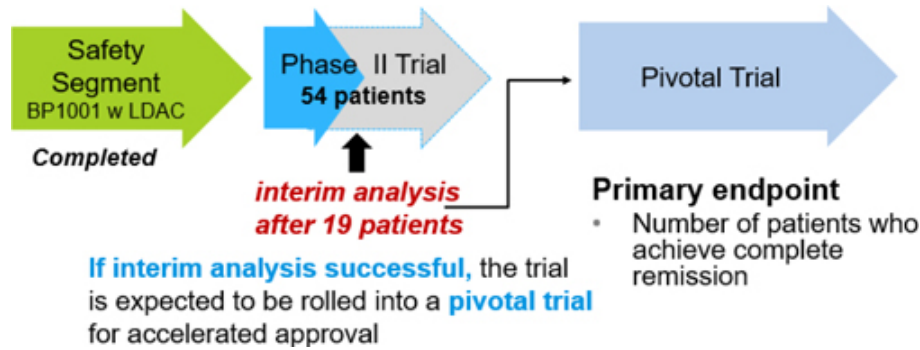 Safety
Segment
BP1001 w LDAC
Completed
Phase II Trial
54 patients
interim analysis
after 19 patients
If interim analysis successful, the trial
is expected to be rolled into a pivotal trial
for accelerated approval
Pivotal Trial
Primary endpoint
• Number of patients who
achieve complete
remission